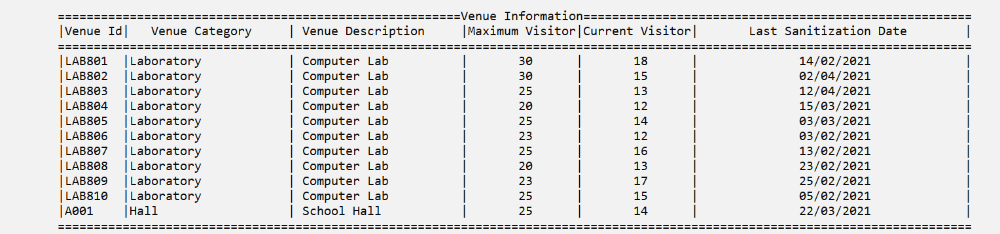 ========================================================Venue Information======================================================
|Venue Id|   Venue Category     | Venue Description     |Maximum Visitor|Current Visitor|       Last Sanitization Date        |
===============================================================================================================================
|LAB801  |Laboratory            | Computer Lab          |       30      |       18      |              14/02/2021             |
|LAB802  |Laboratory            | Computer Lab          |       30      |       15      |              02/04/2021             |
|LAB803  |Laboratory            | Computer Lab          |       25      |       13      |              12/04/2021             |
|LAB804  |Laboratory            | Computer Lab          |       20      |       12      |              15/03/2021             |
|LAB805  |Laboratory            | Computer Lab          |       25      |       14      |              03/03/2021             |
|LAB806  |Laboratory            | Computer Lab          |       23      |       12      |              03/02/2021             |
|LAB807  |Laboratory            | Computer Lab          |       25      |       16      |              13/02/2021             |
|LAB808  |Laboratory            | Computer Lab          |       20      |       13      |              23/02/2021             |
|LAB809  |Laboratory            | Computer Lab          |       23      |       17      |              25/02/2021             |
|LAB810  |Laboratory            | Computer Lab          |       25      |       15      |              05/02/2021             |
|A001    |Hall                  | School Hall           |       25      |       14      |              22/03/2021             |
===============================================================================================================================